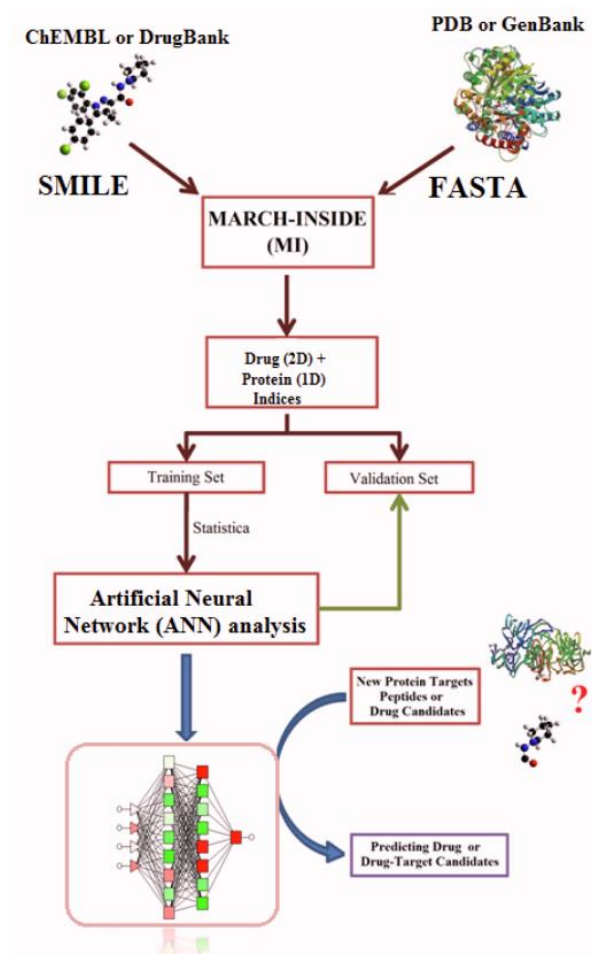 ChEMBL or DrugBank
PDB or GenBank
SMILE
FASTA
MARCH-INSIDE
(MI)
Drug (2D) +
Protein (1D)
Indices
Training Set
Validation Set
Statistica
Artificial Neural
Network (ANN) analysis
New Protein Targets
Peptides or
Drug Candidates
?
Predicting Drug or
Drug-Target Candidates